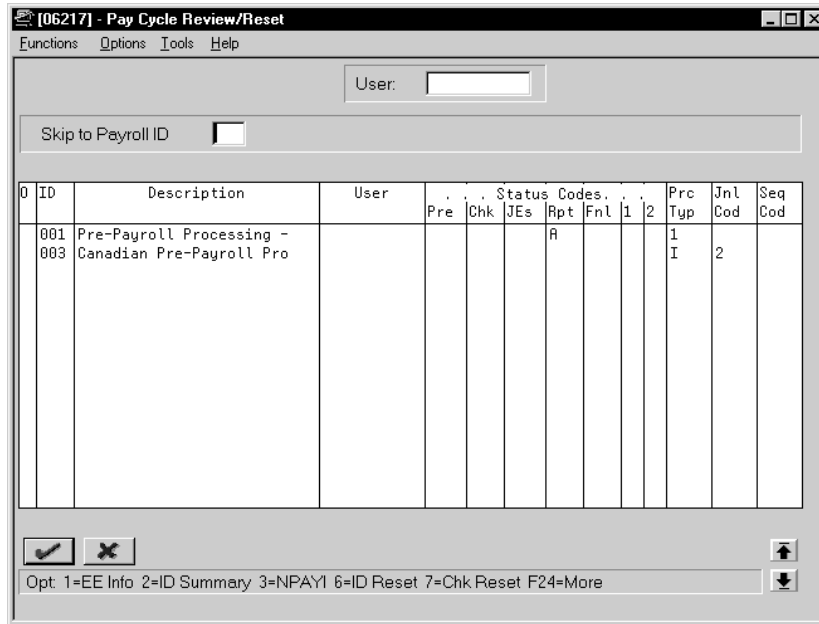 [06217] - Pay Cycle Review/Reset
Functions Options Tools Help
User:
Skip to Payroll ID
O ID Description User . . . Status Codes. . . Prc Jnl Seq
Pre Chk JEs Rpt Fnl 1 2 Typ Cod Cod
001 Pre-Payroll Processing - A 1
003 Canadian Pre-Payroll Pro I 2
Opt: 1=EE Info 2=ID Summary 3=NPAYI 6=ID Reset 7=Chk Reset F24=More